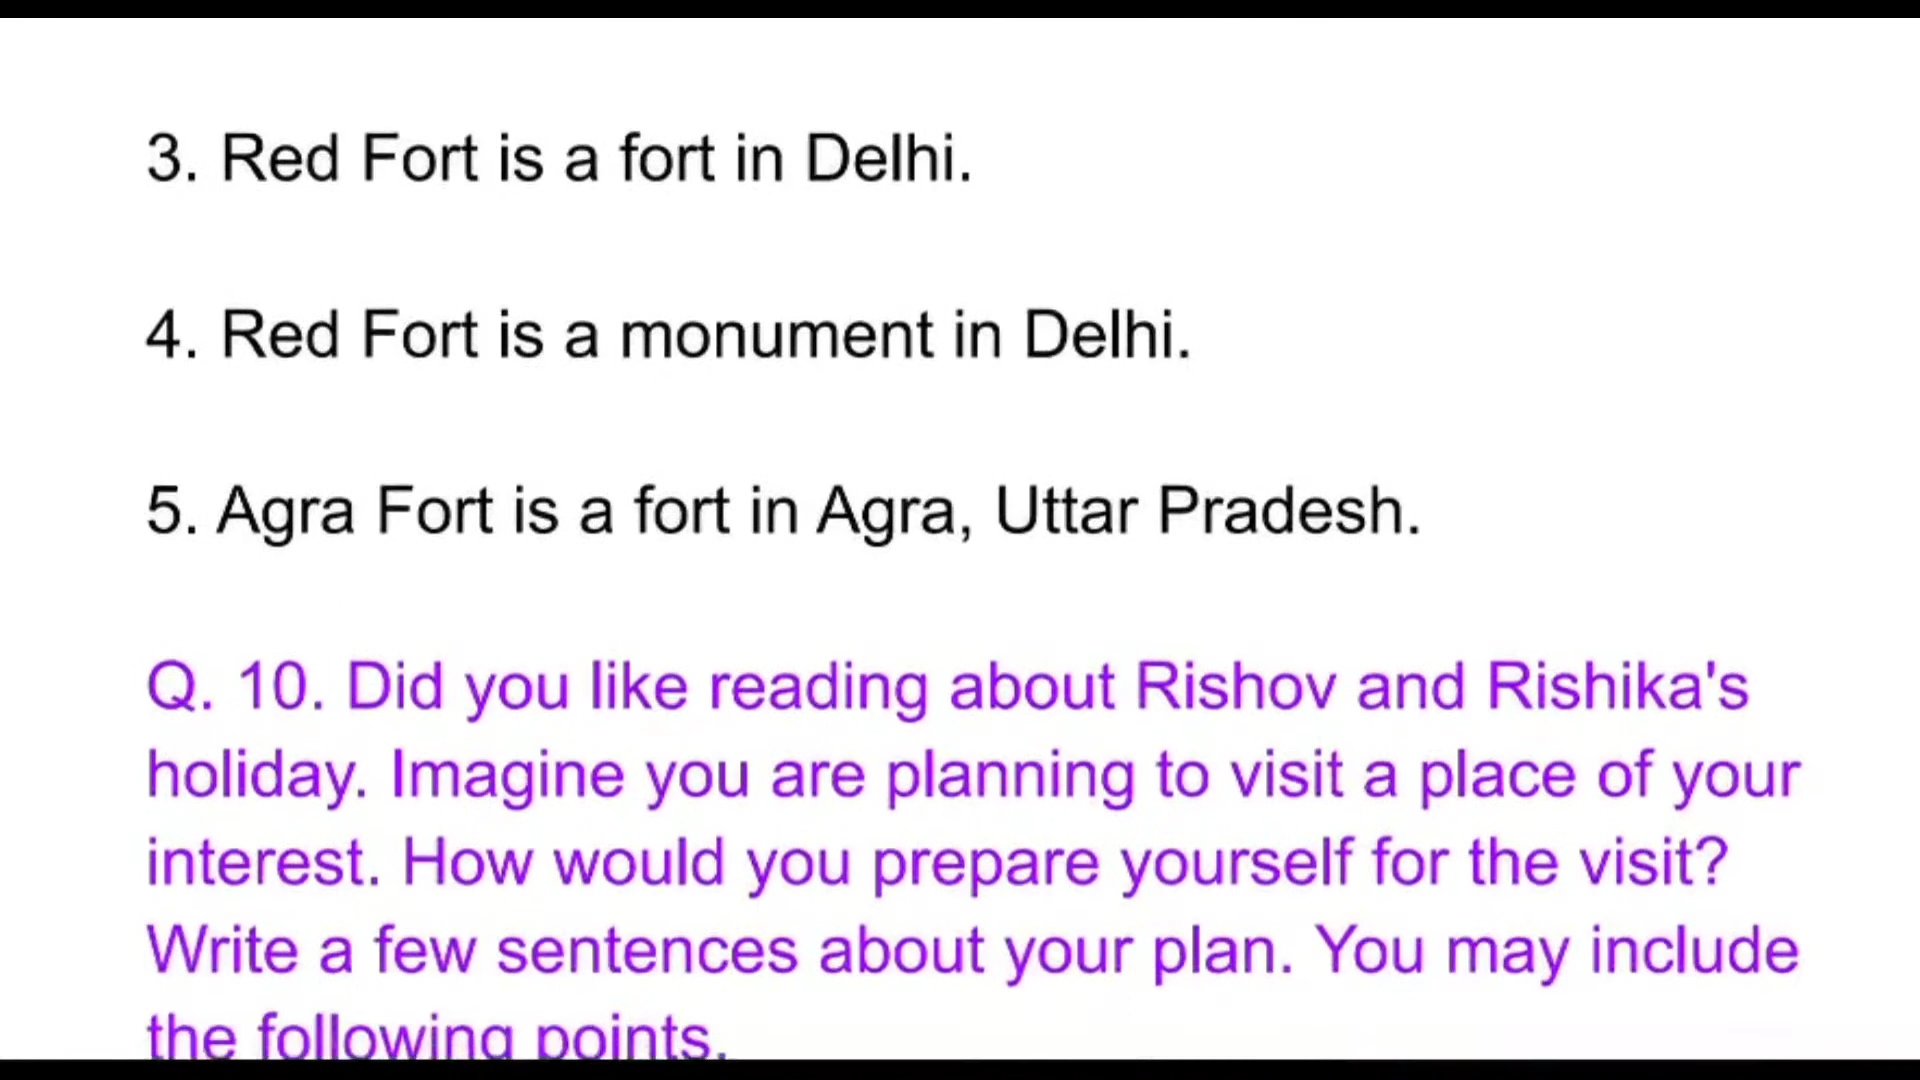 3. Red Fort is a fort in Delhi.
4. Red Fort is a monument in Delhi.
5. Agra Fort is a fort in Agra, Uttar Pradesh.
Q. 10. Did you like reading about Rishov and Rishika's
holiday. Imagine you are planning to visit a place of your
interest. How would you prepare yourself for the visit?
Write a few sentences about your plan. You may include
the following points.